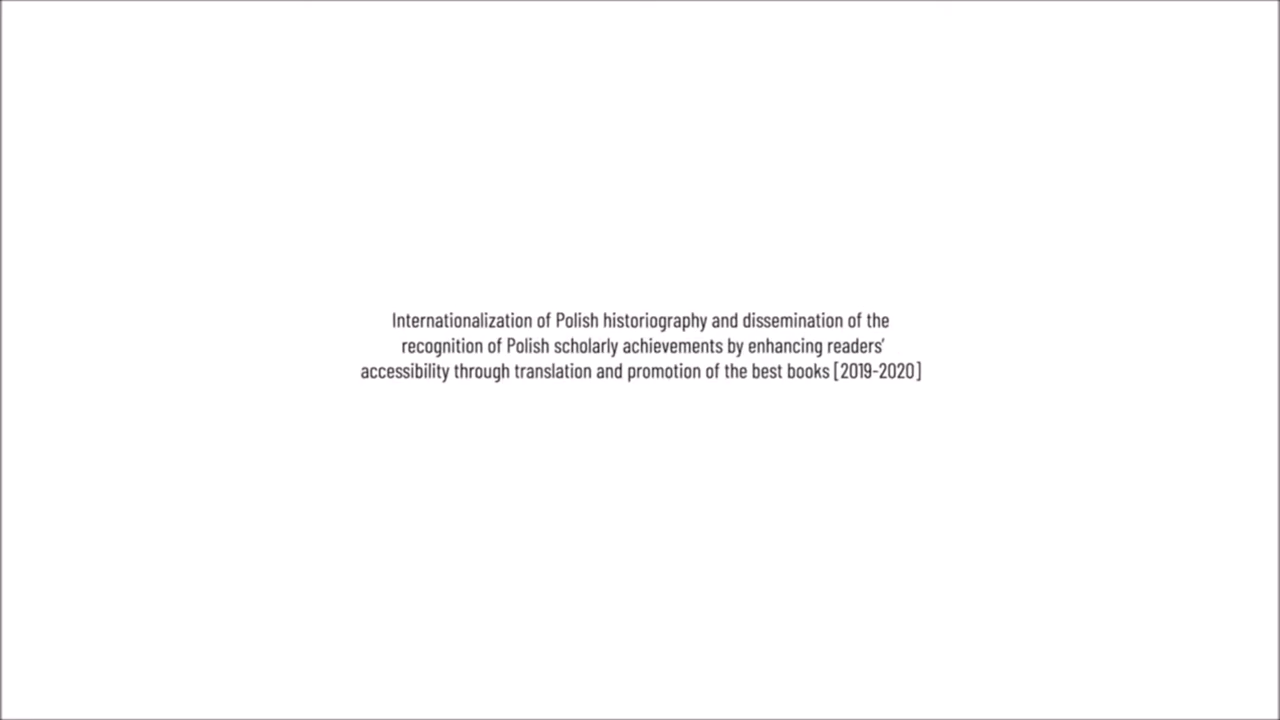 Internationalization of Polish historiography and dissemination of the
recognition of Polish scholarly achievements by enhancing readers’
accessibility through translation and promotion of the best books [2019-2020]